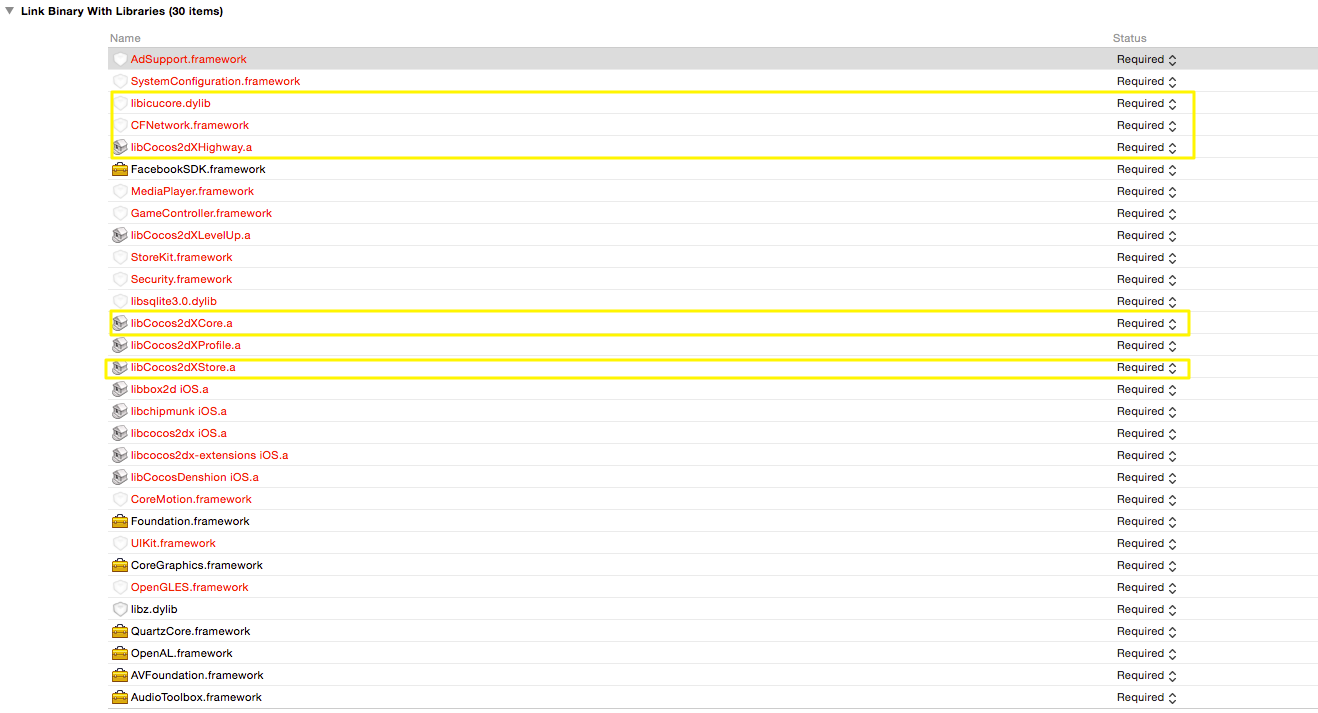 Link Binary With Libraries (30 items)
Name Status
AdSupport.framework Required
SystemConfiguration.framework Required
libicucore.dylib Required
CFNetwork.framework Required
libCocos2dXHighway.a Required
FacebookSDK.framework Required
MediaPlayer.framework Required
GameController.framework Required
libCocos2dXLevelUp.a Required
StoreKit.framework Required
Security.framework Required
libsqlite3.0.dylib Required
libCocos2dXCore.a Required
libCocos2dXProfile.a Required
libCocos2dXStore.a Required
libbox2d iOS.a Required
libchipmunk iOS.a Required
libcocos2dx iOS.a Required
libcocos2dx-extensions iOS.a Required
libCocosDenshion iOS.a Required
CoreMotion.framework Required
Foundation.framework Required
UIKit.framework Required
CoreGraphics.framework Required
OpenGLES.framework Required
libz.dylib Required
QuartzCore.framework Required
OpenAL.framework Required
AVFoundation.framework Required
AudioToolbox.framework Required